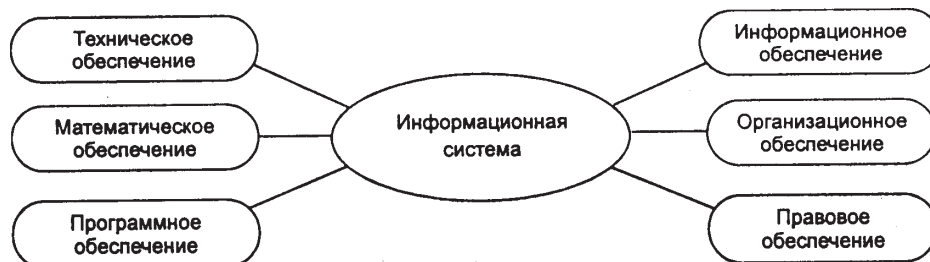 Техническое
обеспечение
Математическое
обеспечение
Программное
обеспечение
Информационная
система
Информационное
обеспечение
Организационное
обеспечение
Правовое
обеспечение